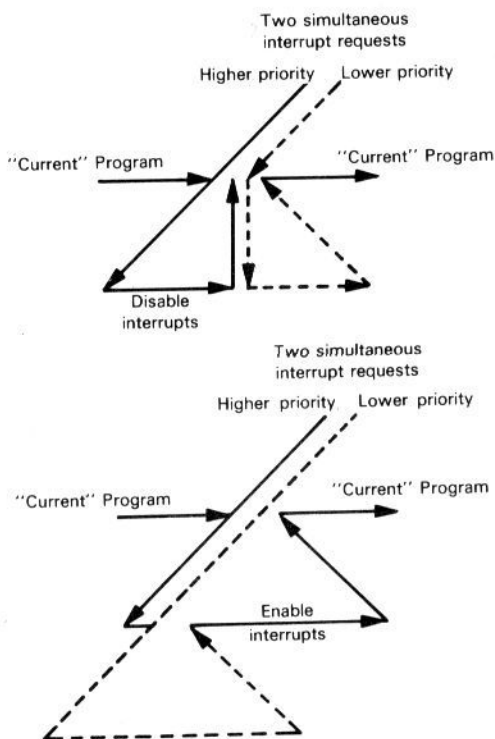 Two simultaneous
interrupt requests
Higher priority
Lower priority
"Current" Program
"Current" Program
Disable
interrupts
Two simultaneous
interrupt requests
Higher priority
Lower priority
"Current" Program
"Current" Program
Enable
interrupts